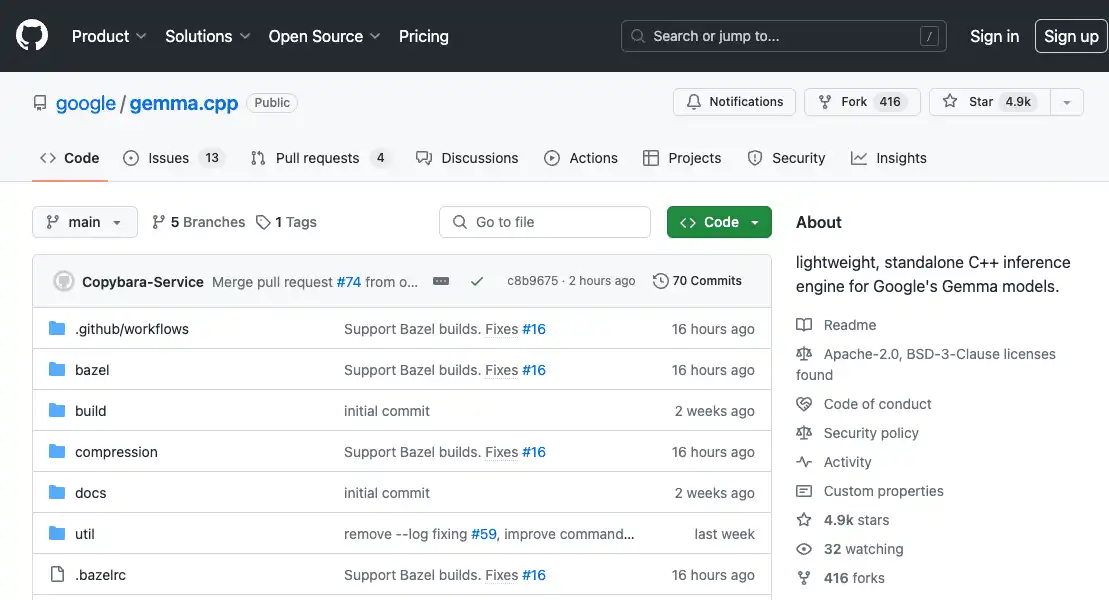 Product Solutions Open Source Pricing Search or jump to... / Sign in Sign up
google / gemma.cpp Public Notifications Fork 416 Star 4.9k
Code Issues 13 Pull requests 4 Discussions Actions Projects Security Insights
main 5 Branches 1 Tags Go to file Code
Copybara-Service Merge pull request #74 from o... c8b9675 · 2 hours ago 70 Commits
.github/workflows Support Bazel builds. Fixes #16 16 hours ago
bazel Support Bazel builds. Fixes #16 16 hours ago
build initial commit 2 weeks ago
compression Support Bazel builds. Fixes #16 16 hours ago
docs initial commit 2 weeks ago
util remove --log fixing #59, improve command... last week
.bazelrc Support Bazel builds. Fixes #16 16 hours ago
About
lightweight, standalone C++ inference
engine for Google's Gemma models.
Readme
Apache-2.0, BSD-3-Clause licenses
found
Code of conduct
Security policy
Activity
Custom properties
4.9k stars
32 watching
416 forks